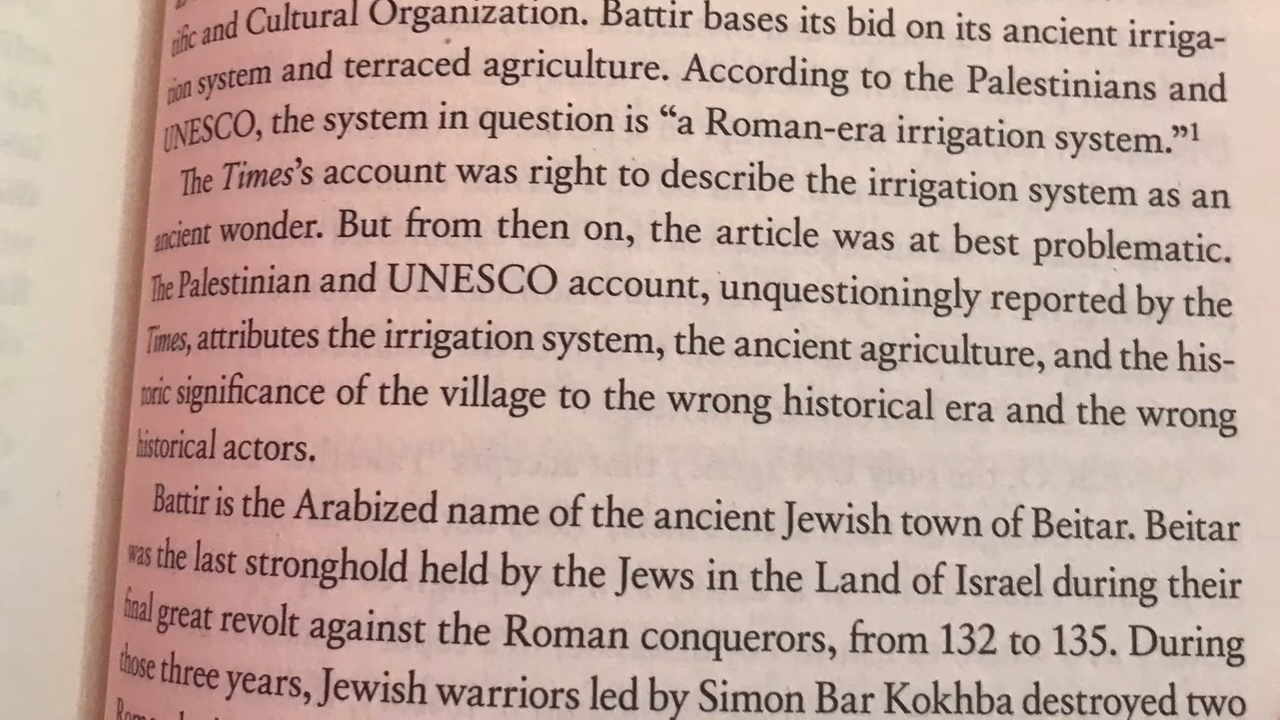 tific and Cultural Organization. Battir bases its bid on its ancient irriga-
tion system and terraced agriculture. According to the Palestinians and
UNESCO, the system in question is “a Roman-era irrigation system.”1
The Times’s account was right to describe the irrigation system as an
ancient wonder. But from then on, the article was at best problematic.
The Palestinian and UNESCO account, unquestioningly reported by the
Times, attributes the irrigation system, the ancient agriculture, and the his-
toric significance of the village to the wrong historical era and the wrong
historical actors.
Battir is the Arabized name of the ancient Jewish town of Beitar. Beitar
was the last stronghold held by the Jews in the Land of Israel during their
final great revolt against the Roman conquerors, from 132 to 135. During
those three years, Jewish warriors led by Simon Bar Kokhba destroyed two